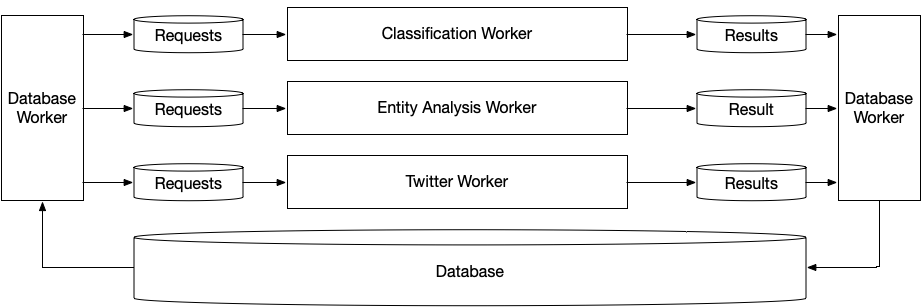 Requests
Classification Worker
Results
Database
Worker
Requests
Entity Analysis Worker
Result
Database
Worker
Requests
Twitter Worker
Results
Database